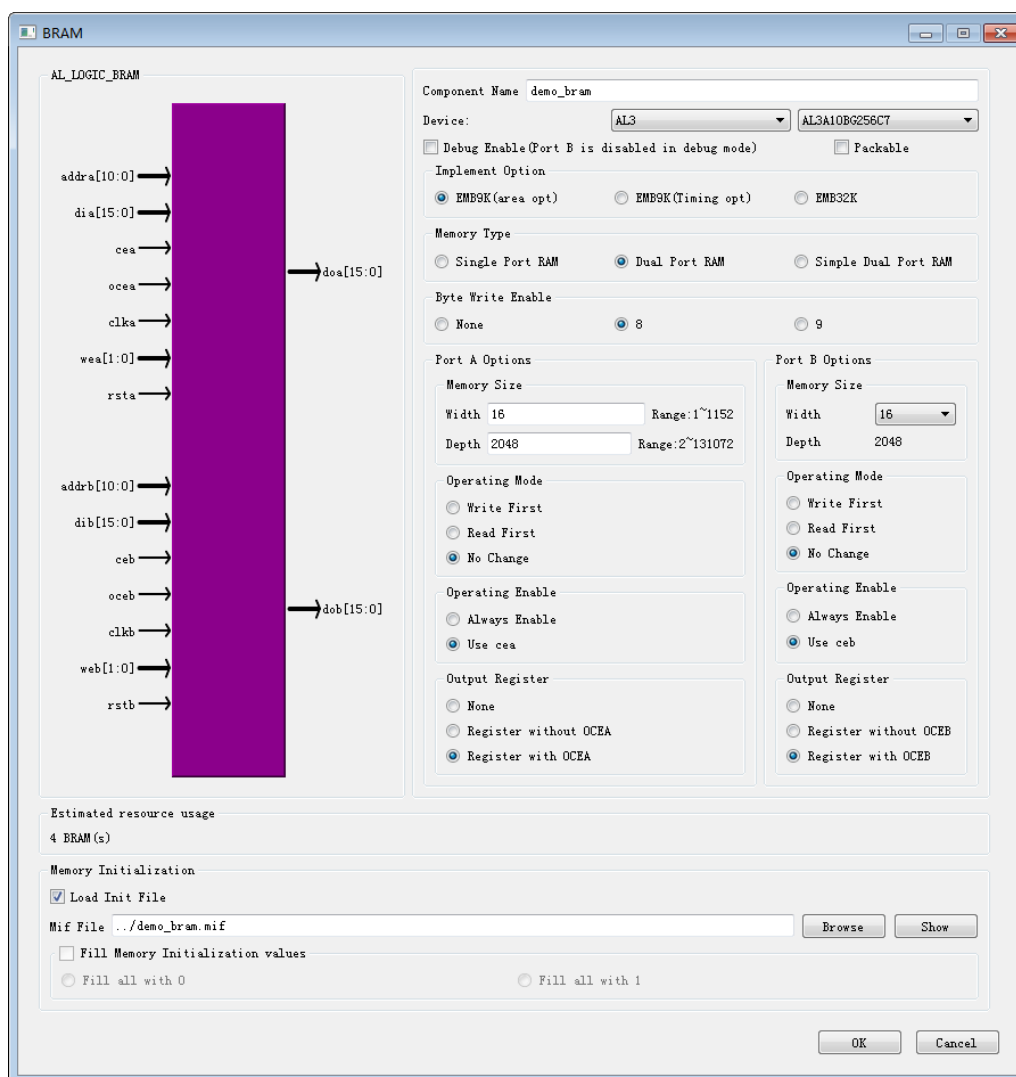 BRAM
AL_LOGIC_BRAM
addra[10:0]
dia[15:0]
cea
ocea
clka
wea[1:0]
rsta
doa[15:0]
addrb[10:0]
dib[15:0]
ceb
oceb
clkb
web[1:0]
rstb
dob[15:0]
Component Name demo_bram
Device: AL3 AL3A10BG256C7
Debug Enable(Port B is disabled in debug mode) Packable
Implement Option
EMB9K(area opt) EMB9K(Timing opt) EMB32K
Memory Type
Single Port RAM Dual Port RAM Simple Dual Port RAM
Byte Write Enable
None 8 9
Port A Options
Memory Size
Width 16 Range:1~1152
Depth 2048 Range:2~131072
Operating Mode
Write First
Read First
No Change
Operating Enable
Always Enable
Use cea
Output Register
None
Register without OCEA
Register with OCEA
Port B Options
Memory Size
Width 16
Depth 2048
Operating Mode
Write First
Read First
No Change
Operating Enable
Always Enable
Use ceb
Output Register
None
Register without OCEB
Register with OCEB
Estimated resource usage
4 BRAM(s)
Memory Initialization
Load Init File
Mif File ../demo_bram.mif Browse Show
Fill Memory Initialization values
Fill all with 0 Fill all with 1
OK Cancel